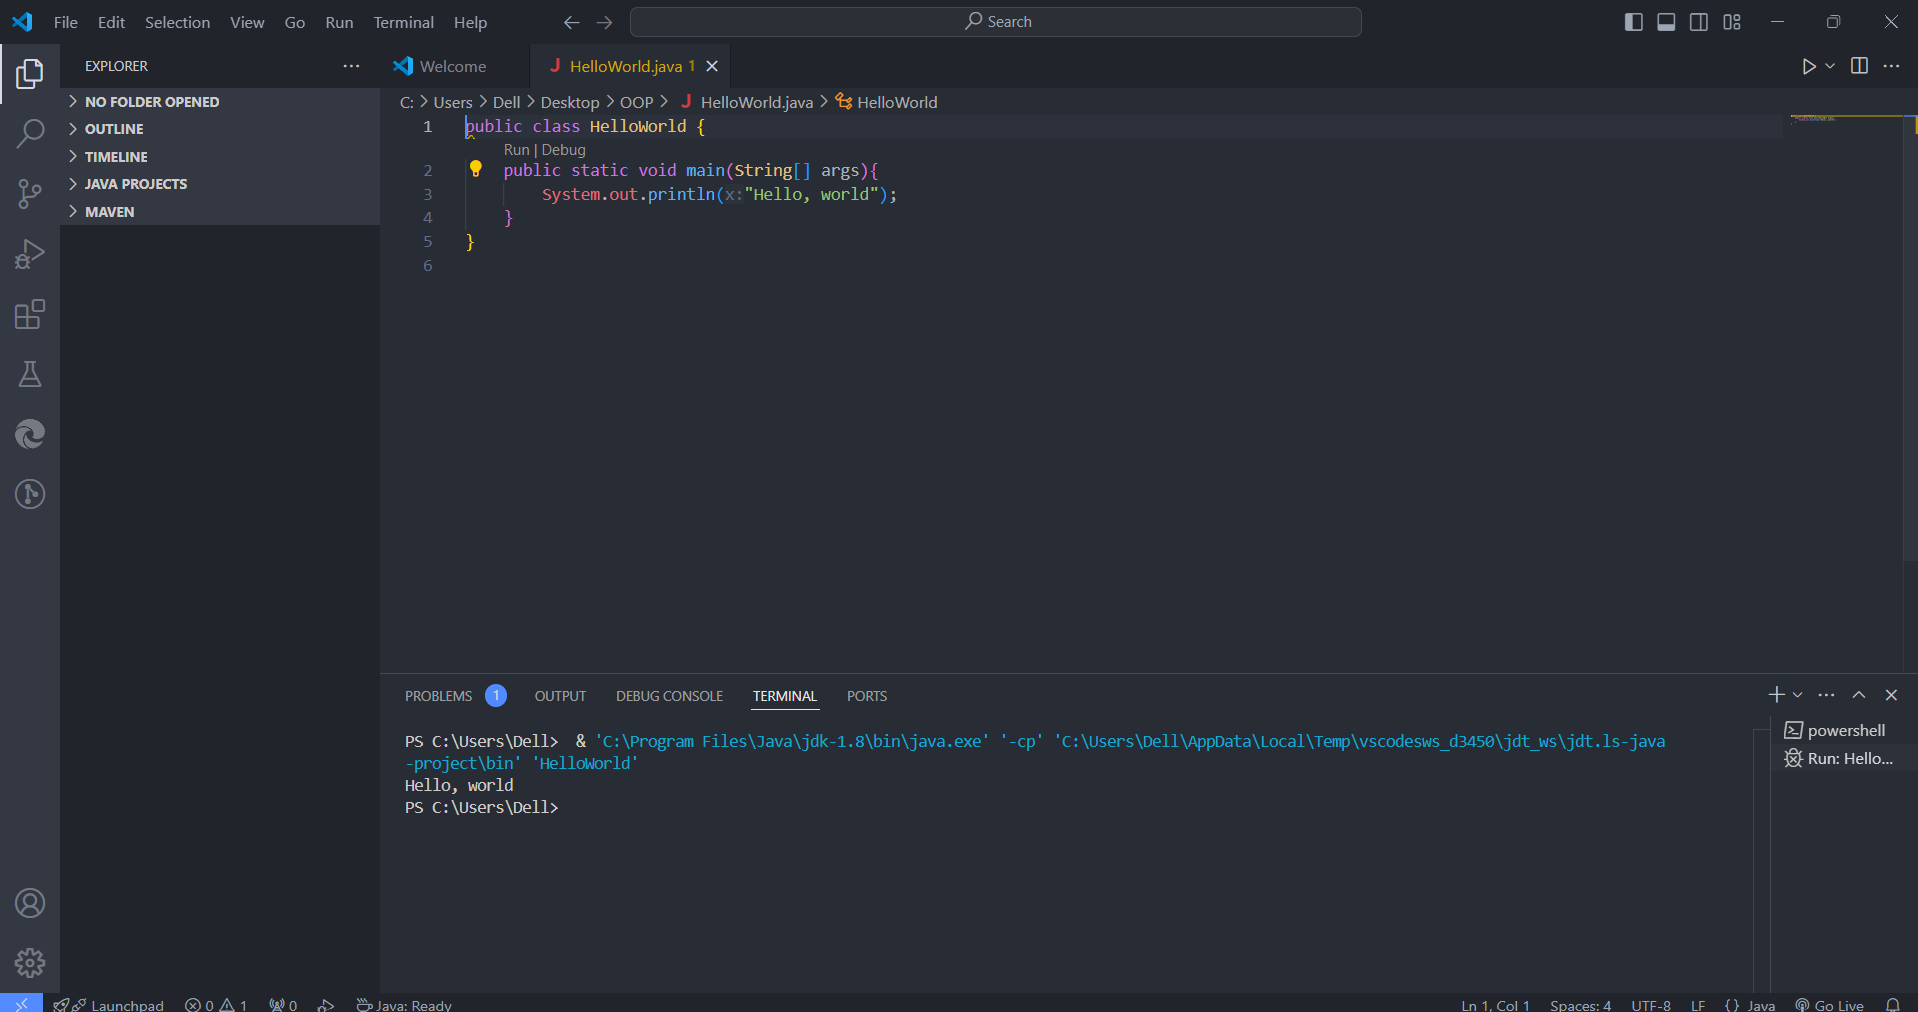 File Edit Selection View Go Run Terminal Help Search
EXPLORER
NO FOLDER OPENED
OUTLINE
TIMELINE
JAVA PROJECTS
MAVEN
Welcome HelloWorld.java 1
C: > Users > Dell > Desktop > OOP > J HelloWorld.java > HelloWorld
1 public class HelloWorld {
Run | Debug
2 public static void main(String[] args){
3 System.out.println(x:"Hello, world");
4 }
5 }
6
PROBLEMS 1 OUTPUT DEBUG CONSOLE TERMINAL PORTS
PS C:\Users\Dell> & 'C:\Program Files\Java\jdk-1.8\bin\java.exe' '-cp' 'C:\Users\Dell\AppData\Local\Temp\vscodesws_d3450\jdt_ws\jdt.ls-java
-project\bin' 'HelloWorld'
Hello, world
PS C:\Users\Dell>
powershell
Run: Hello...
Launchpad 0 1 0 Java: Ready Ln 1, Col 1 Spaces: 4 UTF-8 LF {} Java Go Live